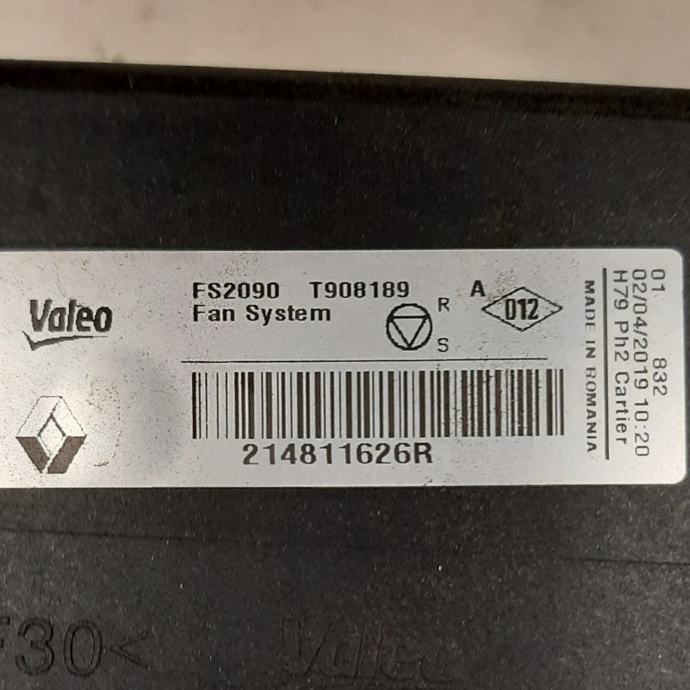 Valeo
FS2090 T908189
Fan System
R
S
A
D12
214811626R
MADE IN ROMANIA
01 832
02/04/2019 10:20
H79 Ph2 Cartier
F30<
Valeo